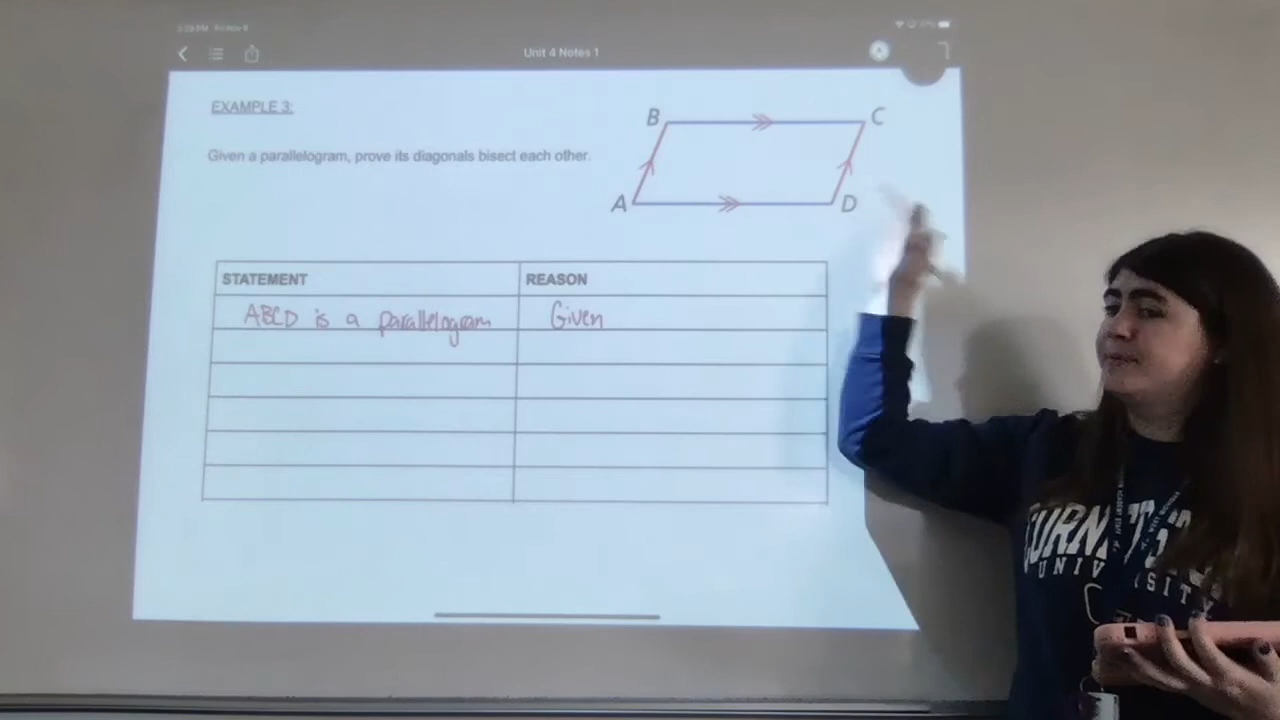 Unit 4 Notes 1
EXAMPLE 3:
Given a parallelogram, prove its diagonals bisect each other.
B
C
A
D
STATEMENT REASON
ABCD is a parallelogram Given
UNIVERSITY